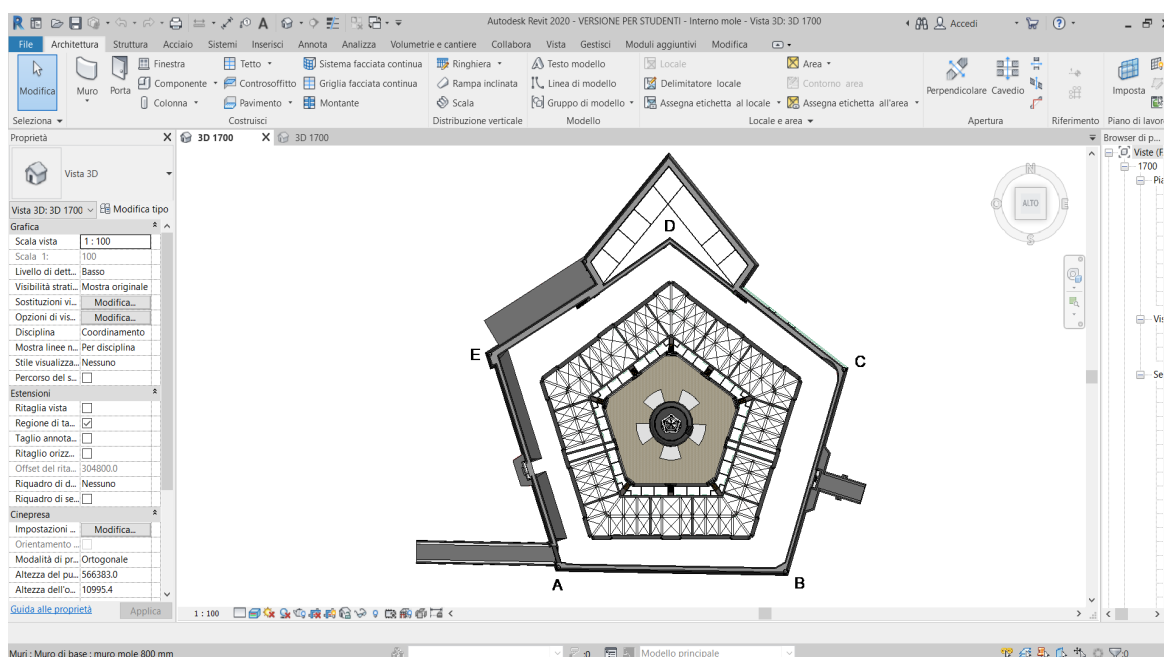 Autodesk Revit 2020 - VERSIONE PER STUDENTI - Interno mole - Vista 3D: 3D 1700
Accedi
File Architettura Struttura Acciaio Sistemi Inserisci Annota Analizza Volumetrie e cantiere Collabora Vista Gestisci Moduli aggiuntivi Modifica
Modifica
Muro
Porta
Finestra
Componente
Colonna
Tetto
Controsoffitto
Pavimento
Sistema facciata continua
Griglia facciata continua
Montante
Ringhiera
Rampa inclinata
Scala
Testo modello
Linea di modello
Gruppo di modello
Locale
Delimitatore locale
Assegna etichetta al locale
Area
Contorno area
Assegna etichetta all'area
Perpendicolare
Cavedio
Imposta
Seleziona
Costruisci
Distribuzione verticale
Modello
Locale e area
Apertura
Riferimento
Piano di lavor
Proprietà X
3D 1700 X
3D 1700
Browser di p...
Vista 3D
Vista 3D: 3D 1700
Modifica tipo
Grafica
Scala vista 1 : 100
Scala 1: 100
Livello di dett... Basso
Visibilità strati... Mostra originale
Sostituzioni vi... Modifica...
Opzioni di vis... Modifica...
Disciplina Coordinamento
Mostra linee n... Per disciplina
Stile visualizza... Nessuno
Percorso del s...
Estensioni
Ritaglia vista
Regione di ta...
Taglio annota...
Ritaglio orizz...
Offset del rita... 304800.0
Riquadro di d... Nessuno
Riquadro di se...
Cinepresa
Impostazioni ... Modifica...
Orientamento ...
Modalità di pr... Ortogonale
Altezza del pu... 566383.0
Altezza dell'o... 10995.4
Guida alle proprietà
Applica
D
E
C
A
B
N
O
ALTO
E
S
Viste (F
1700
Pia
Vis
Se
1 : 100
Muri : Muro di base : muro mole 800 mm
:0
Modello principale
:0